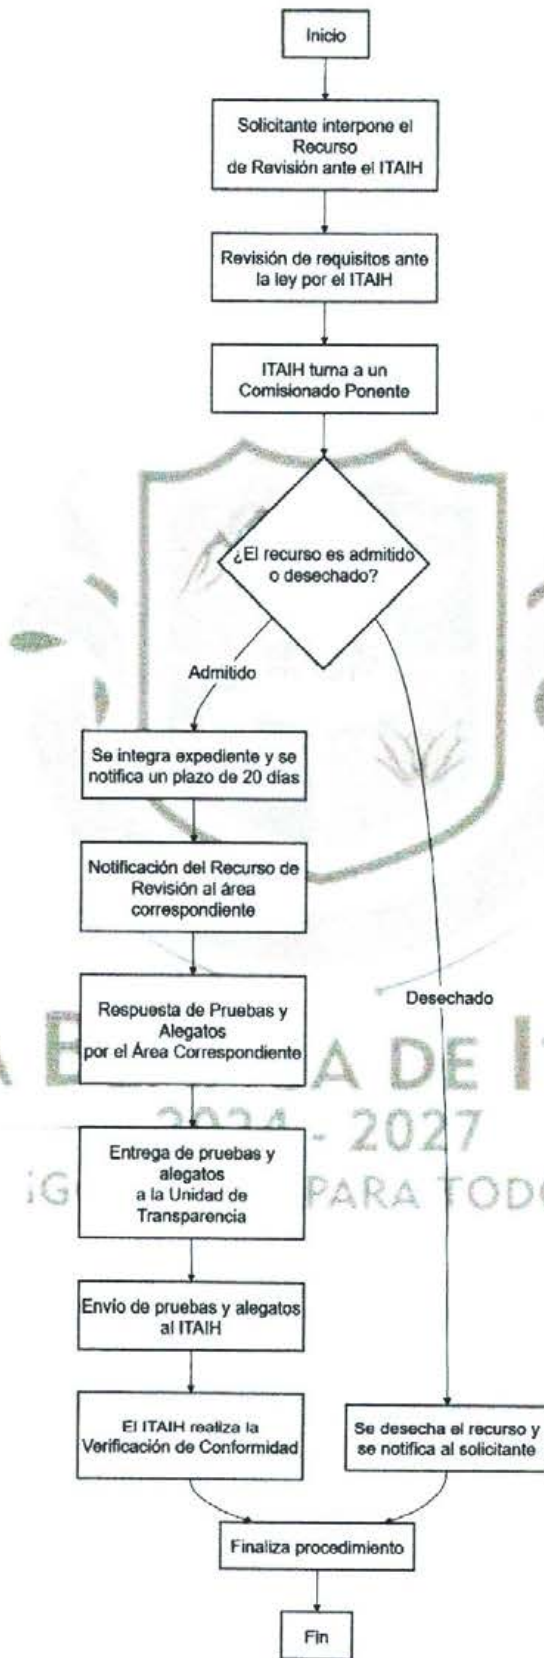 Inicio
Solicitante interpone el
Recurso
de Revisión ante el ITAIH
Revisión de requisitos ante
la ley por el ITAIH
ITAIH turna a un
Comisionado Ponente
¿El recurso es admitido
o desechado?
Admitido
Se integra expediente y se
notifica un plazo de 20 días
Notificación del Recurso de
Revisión al área
correspondiente
Desechado
Respuesta de Pruebas y
Alegatos
por el Área Correspondiente
A DE I
2024 - 2027
Entrega de pruebas y
alegatos
a la Unidad de
Transparencia
PARA TOD
Envío de pruebas y alegatos
al ITAIH
El ITAIH realiza la
Verificación de Conformidad
Se desecha el recurso y
se notifica al solicitante
Finaliza procedimiento
Fin